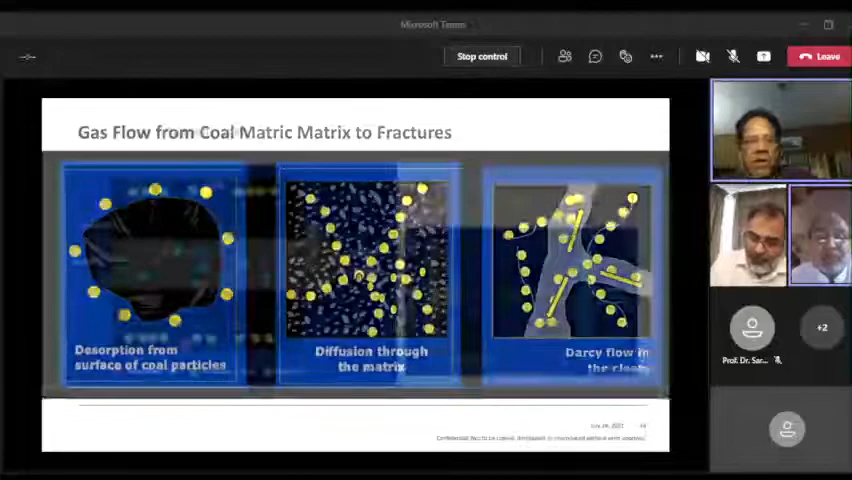 Microsoft Teams
Stop control
Leave
Gas Flow from Coal Matric Matrix to Fractures
Desorption from
surface of coal particles
Diffusion through
the matrix
Darcy flow in
the cleats
Prof. Dr. Sar...
+2